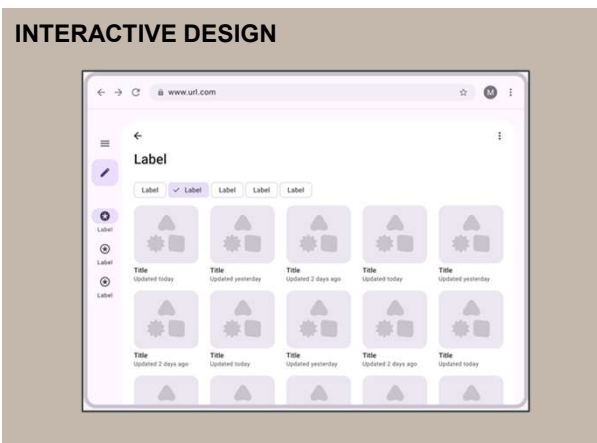 INTERACTIVE DESIGN
www.url.com
M
Label
Label
Label
Label
Label
Label
Label
Label
Label
Title
Title
Title
Title
Title
Updated today
Updated yesterday
Updated 2 days ago
Updated today
Updated yesterday
Title
Title
Title
Title
Title
Updated 2 days ago
Updated today
Updated yesterday
Updated 2 days ago
Updated today